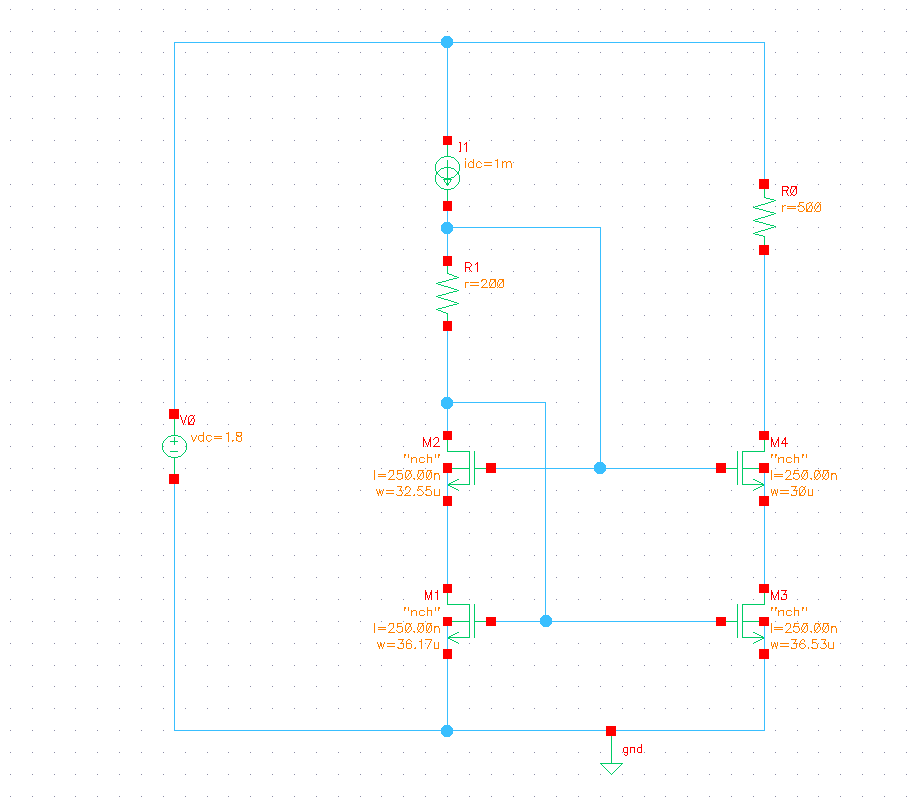 I1
idc=1m
R0
r=500
R1
r=200
V0
vdc=1.8
M2
"nch"
l=250.00n
w=32.55u
M4
"nch"
l=250.00n
w=30u
M1
"nch"
l=250.00n
w=36.17u
M3
"nch"
l=250.00n
w=36.53u
gnd